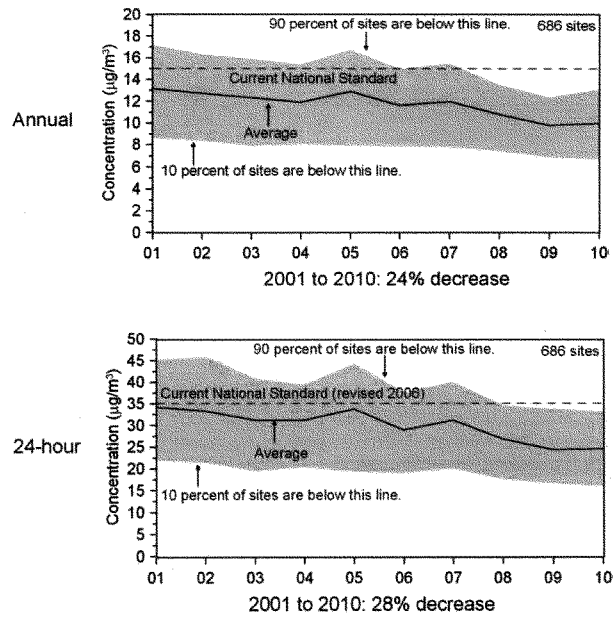 Annual
Concentration (µg/m³)
20
18
16
14
12
10
8
6
4
2
0
90 percent of sites are below this line.
686 sites
Current National Standard
Average
10 percent of sites are below this line.
01 02 03 04 05 06 07 08 09 10
2001 to 2010: 24% decrease
24-hour
Concentration (µg/m³)
50
45
40
35
30
25
20
15
10
5
0
90 percent of sites are below this line.
686 sites
Current National Standard (revised 2006)
Average
10 percent of sites are below this line.
01 02 03 04 05 06 07 08 09 10
2001 to 2010: 28% decrease